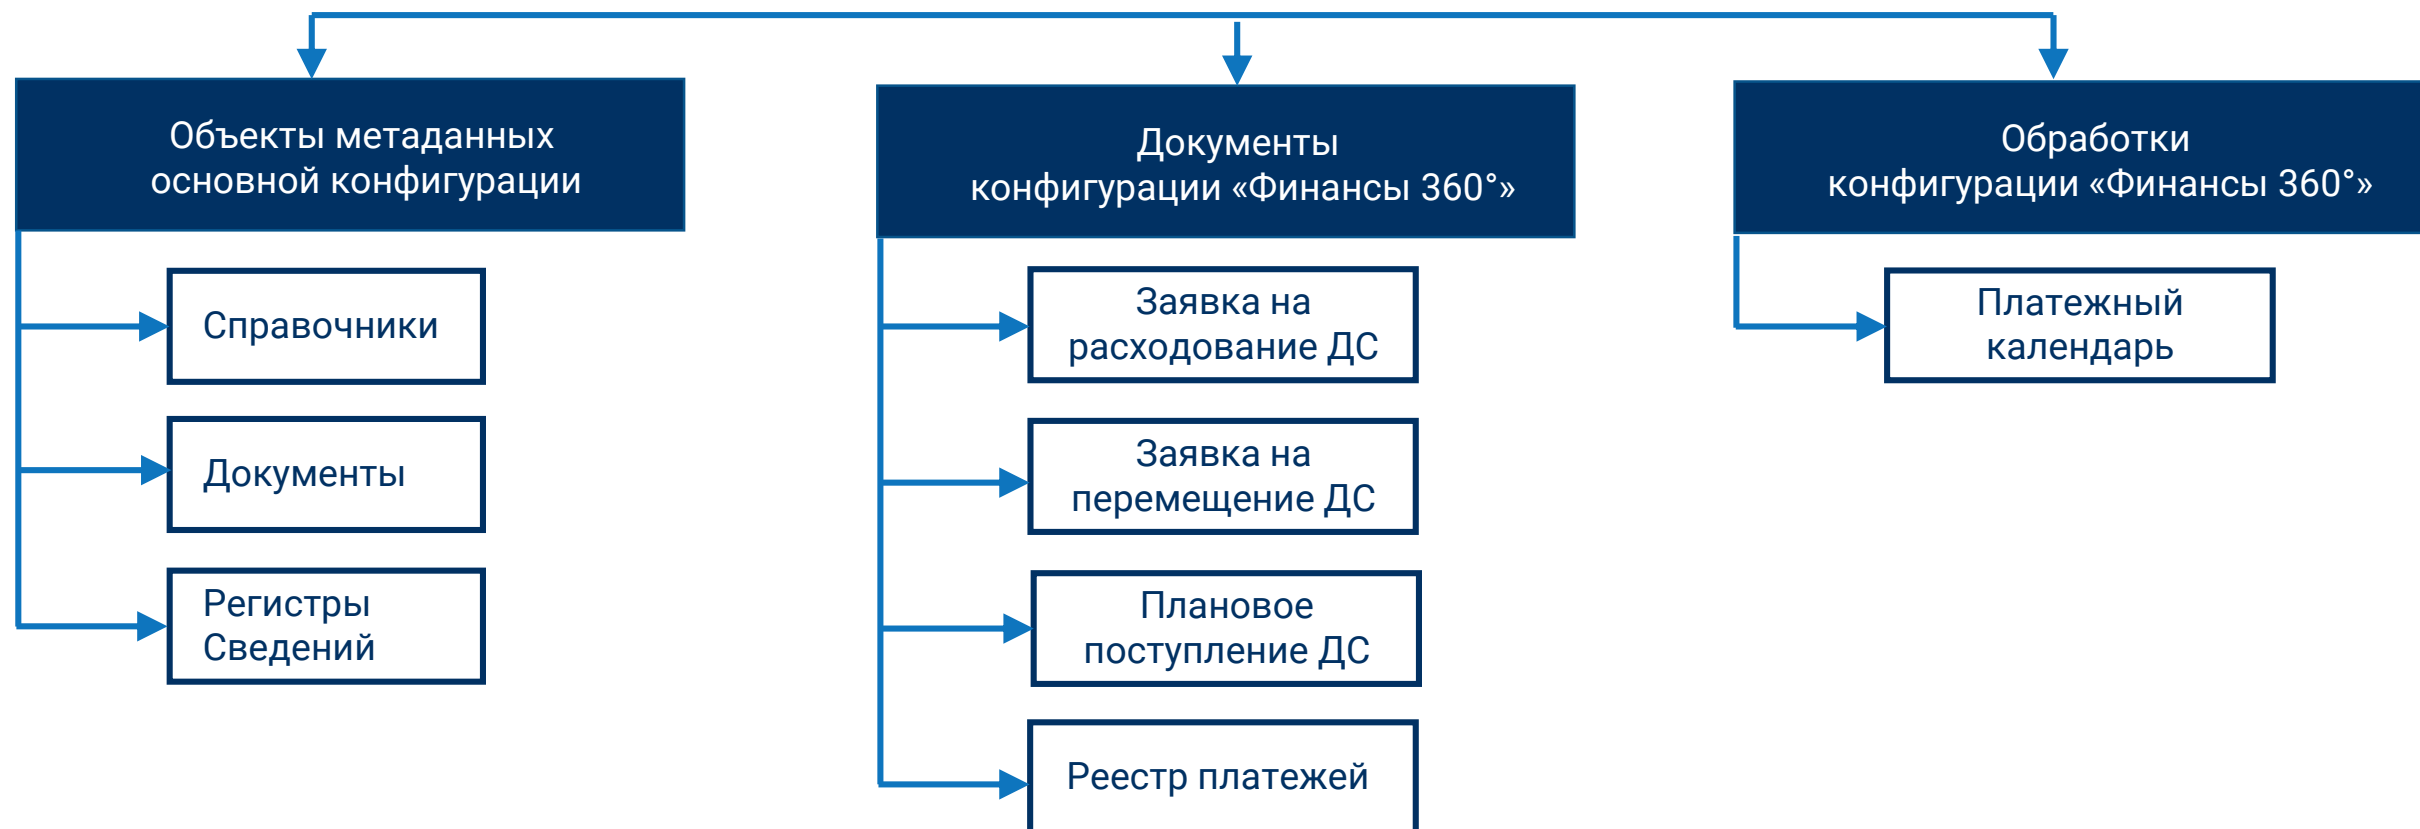 Объекты метаданных
основной конфигурации
Справочники
Документы
Регистры
Сведений
Документы
конфигурации «Финансы 360°»
Заявка на
расходование ДС
Заявка на
перемещение ДС
Плановое
поступление ДС
Реестр платежей
Обработки
конфигурации «Финансы 360°»
Платежный
календарь